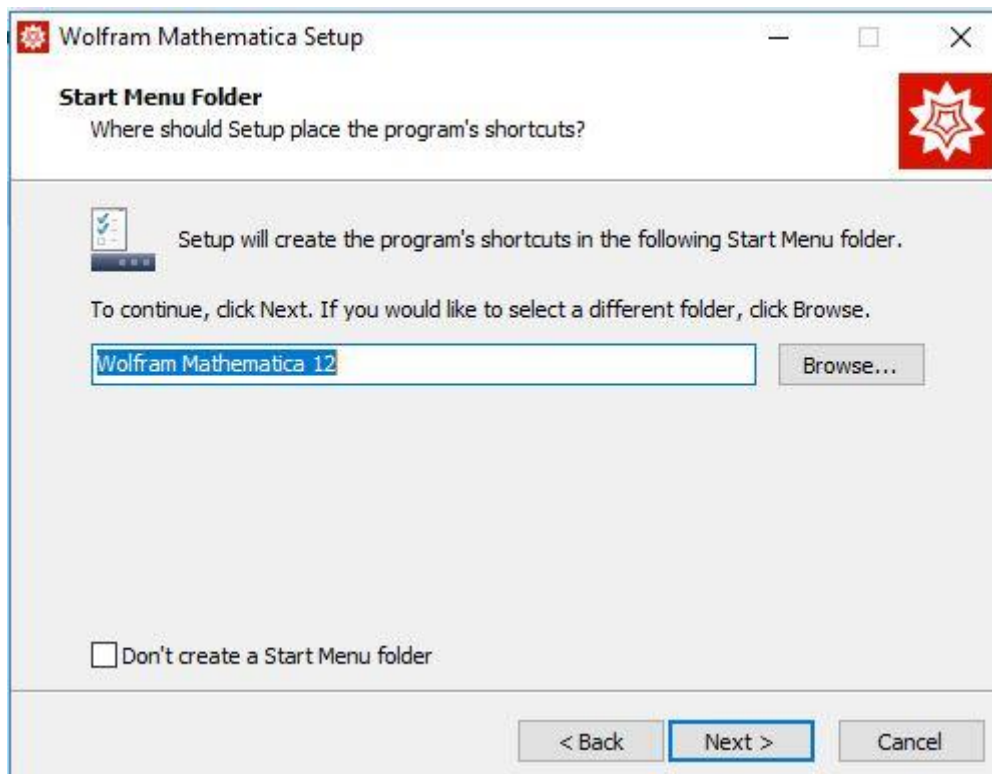 Wolfram Mathematica Setup
Start Menu Folder
Where should Setup place the program's shortcuts?
Setup will create the program's shortcuts in the following Start Menu folder.
To continue, click Next. If you would like to select a different folder, click Browse.
Wolfram Mathematica 12
Browse...
Don't create a Start Menu folder
< Back
Next >
Cancel